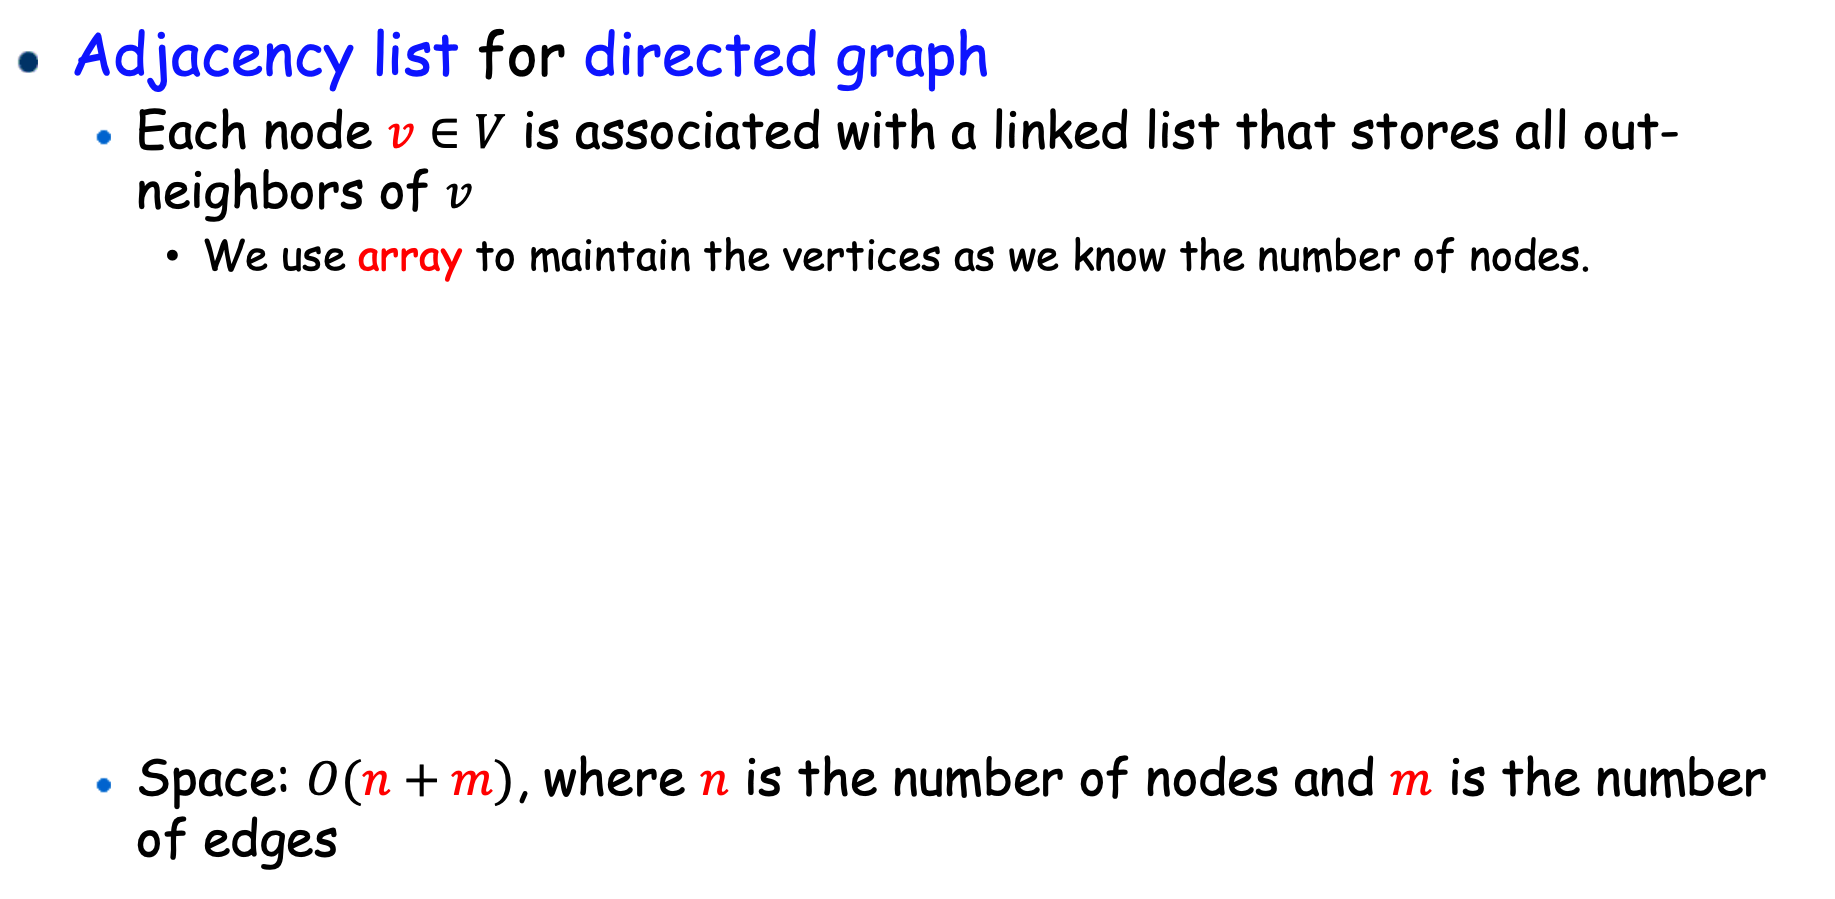 • Adjacency list for directed graph
• Each node v ∈ V is associated with a linked list that stores all out-
neighbors of v
• We use array to maintain the vertices as we know the number of nodes.
• Space: O(n + m), where n is the number of nodes and m is the number
of edges